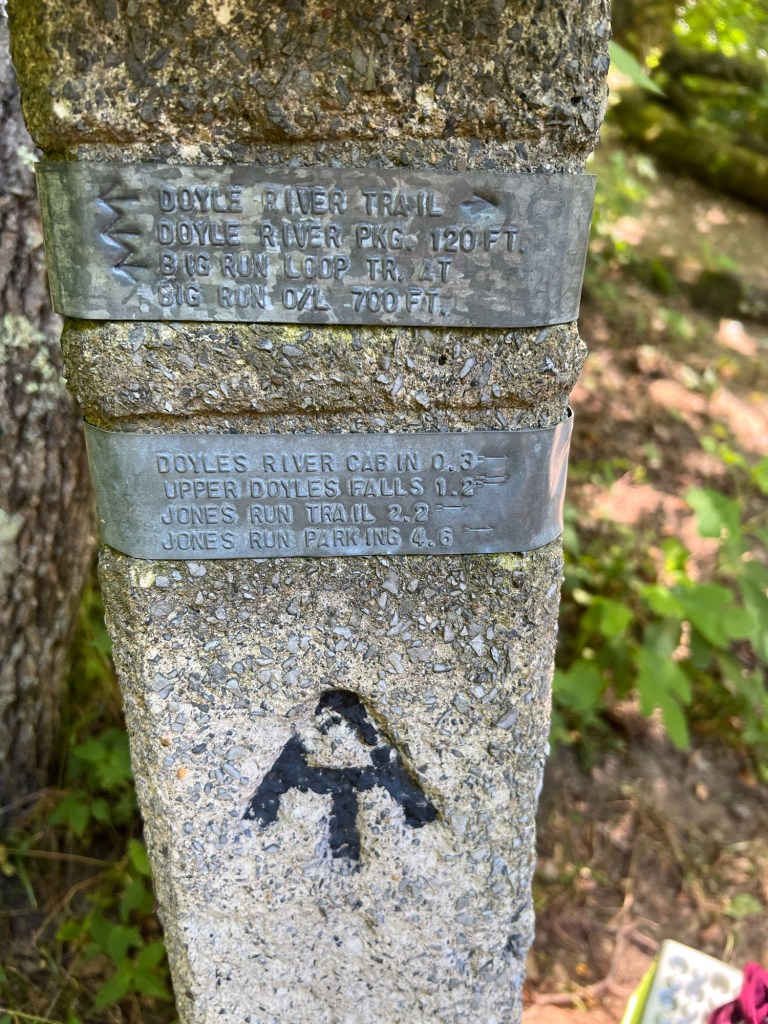 DOYLE RIVER TRAIL →
← DOYLE RIVER PKG. 120 FT.
← BIG RUN LOOP TR. AT
BIG RUN O/L 700 FT.
DOYLES RIVER CABIN 0.3 →
UPPER DOYLES FALLS 1.2 →
JONES RUN TRAIL 2.2 →
JONES RUN PARKING 4.6 →
AT